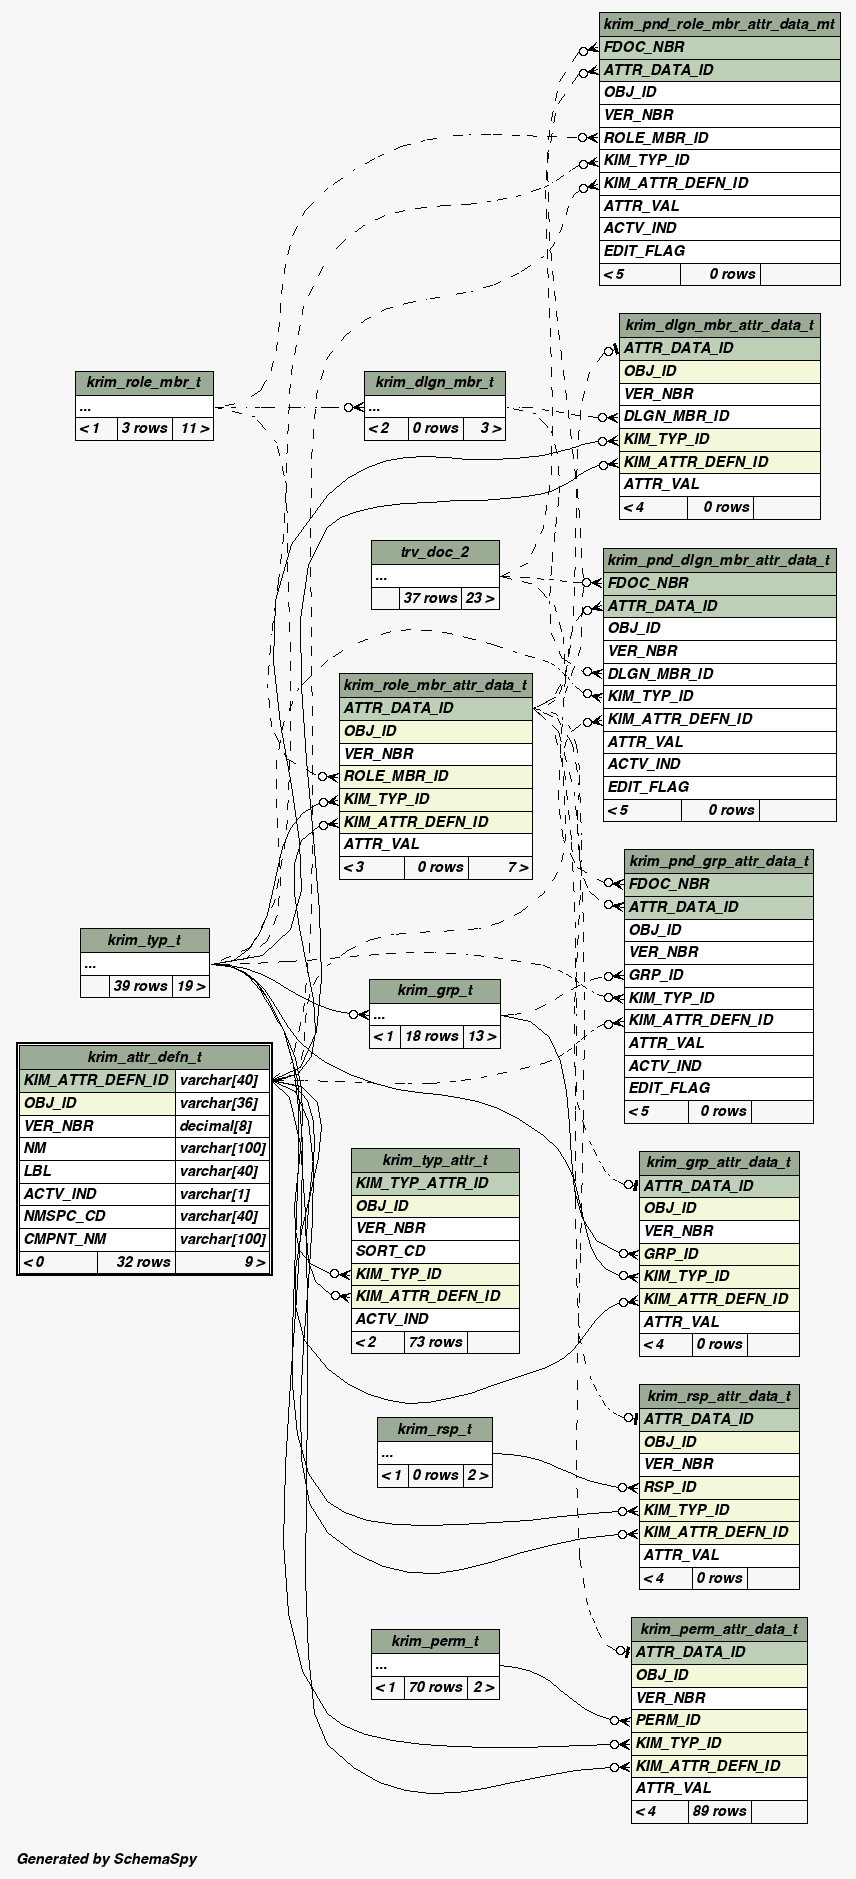 krim_pnd_role_mbr_attr_data_mt
FDOC_NBR
ATTR_DATA_ID
OBJ_ID
VER_NBR
ROLE_MBR_ID
KIM_TYP_ID
KIM_ATTR_DEFN_ID
ATTR_VAL
ACTV_IND
EDIT_FLAG
< 5 0 rows
krim_dlgn_mbr_attr_data_t
ATTR_DATA_ID
OBJ_ID
VER_NBR
DLGN_MBR_ID
KIM_TYP_ID
KIM_ATTR_DEFN_ID
ATTR_VAL
< 4 0 rows
krim_role_mbr_t
...
< 1 3 rows 11 >
krim_dlgn_mbr_t
...
< 2 0 rows 3 >
trv_doc_2
...
37 rows 23 >
krim_pnd_dlgn_mbr_attr_data_t
FDOC_NBR
ATTR_DATA_ID
OBJ_ID
VER_NBR
DLGN_MBR_ID
KIM_TYP_ID
KIM_ATTR_DEFN_ID
ATTR_VAL
ACTV_IND
EDIT_FLAG
< 5 0 rows
krim_role_mbr_attr_data_t
ATTR_DATA_ID
OBJ_ID
VER_NBR
ROLE_MBR_ID
KIM_TYP_ID
KIM_ATTR_DEFN_ID
ATTR_VAL
< 3 0 rows 7 >
krim_pnd_grp_attr_data_t
FDOC_NBR
ATTR_DATA_ID
OBJ_ID
VER_NBR
GRP_ID
KIM_TYP_ID
KIM_ATTR_DEFN_ID
ATTR_VAL
ACTV_IND
EDIT_FLAG
< 5 0 rows
krim_typ_t
...
39 rows 19 >
krim_grp_t
...
< 1 18 rows 13 >
krim_attr_defn_t
KIM_ATTR_DEFN_ID varchar[40]
OBJ_ID varchar[36]
VER_NBR decimal[8]
NM varchar[100]
LBL varchar[40]
ACTV_IND varchar[1]
NMSPC_CD varchar[40]
CMPNT_NM varchar[100]
< 0 32 rows 9 >
krim_typ_attr_t
KIM_TYP_ATTR_ID
OBJ_ID
VER_NBR
SORT_CD
KIM_TYP_ID
KIM_ATTR_DEFN_ID
ACTV_IND
< 2 73 rows
krim_grp_attr_data_t
ATTR_DATA_ID
OBJ_ID
VER_NBR
GRP_ID
KIM_TYP_ID
KIM_ATTR_DEFN_ID
ATTR_VAL
< 4 0 rows
krim_rsp_t
...
< 1 0 rows 2 >
krim_rsp_attr_data_t
ATTR_DATA_ID
OBJ_ID
VER_NBR
RSP_ID
KIM_TYP_ID
KIM_ATTR_DEFN_ID
ATTR_VAL
< 4 0 rows
krim_perm_t
...
< 1 70 rows 2 >
krim_perm_attr_data_t
ATTR_DATA_ID
OBJ_ID
VER_NBR
PERM_ID
KIM_TYP_ID
KIM_ATTR_DEFN_ID
ATTR_VAL
< 4 89 rows
Generated by SchemaSpy